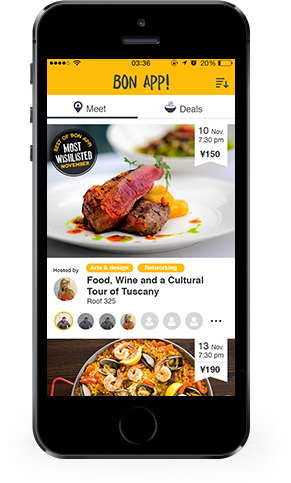 03:36
20%
BON APP!
Meet
Deals
BEST OF BON APP!
MOST
WISHLISTED
NOVEMBER
10 Nov.
7:30 pm
¥150
Hosted by
Arts & design
Networking
Food, Wine and a Cultural
Tour of Tuscany
Roof 325
13 Nov.
7:30 pm
¥190